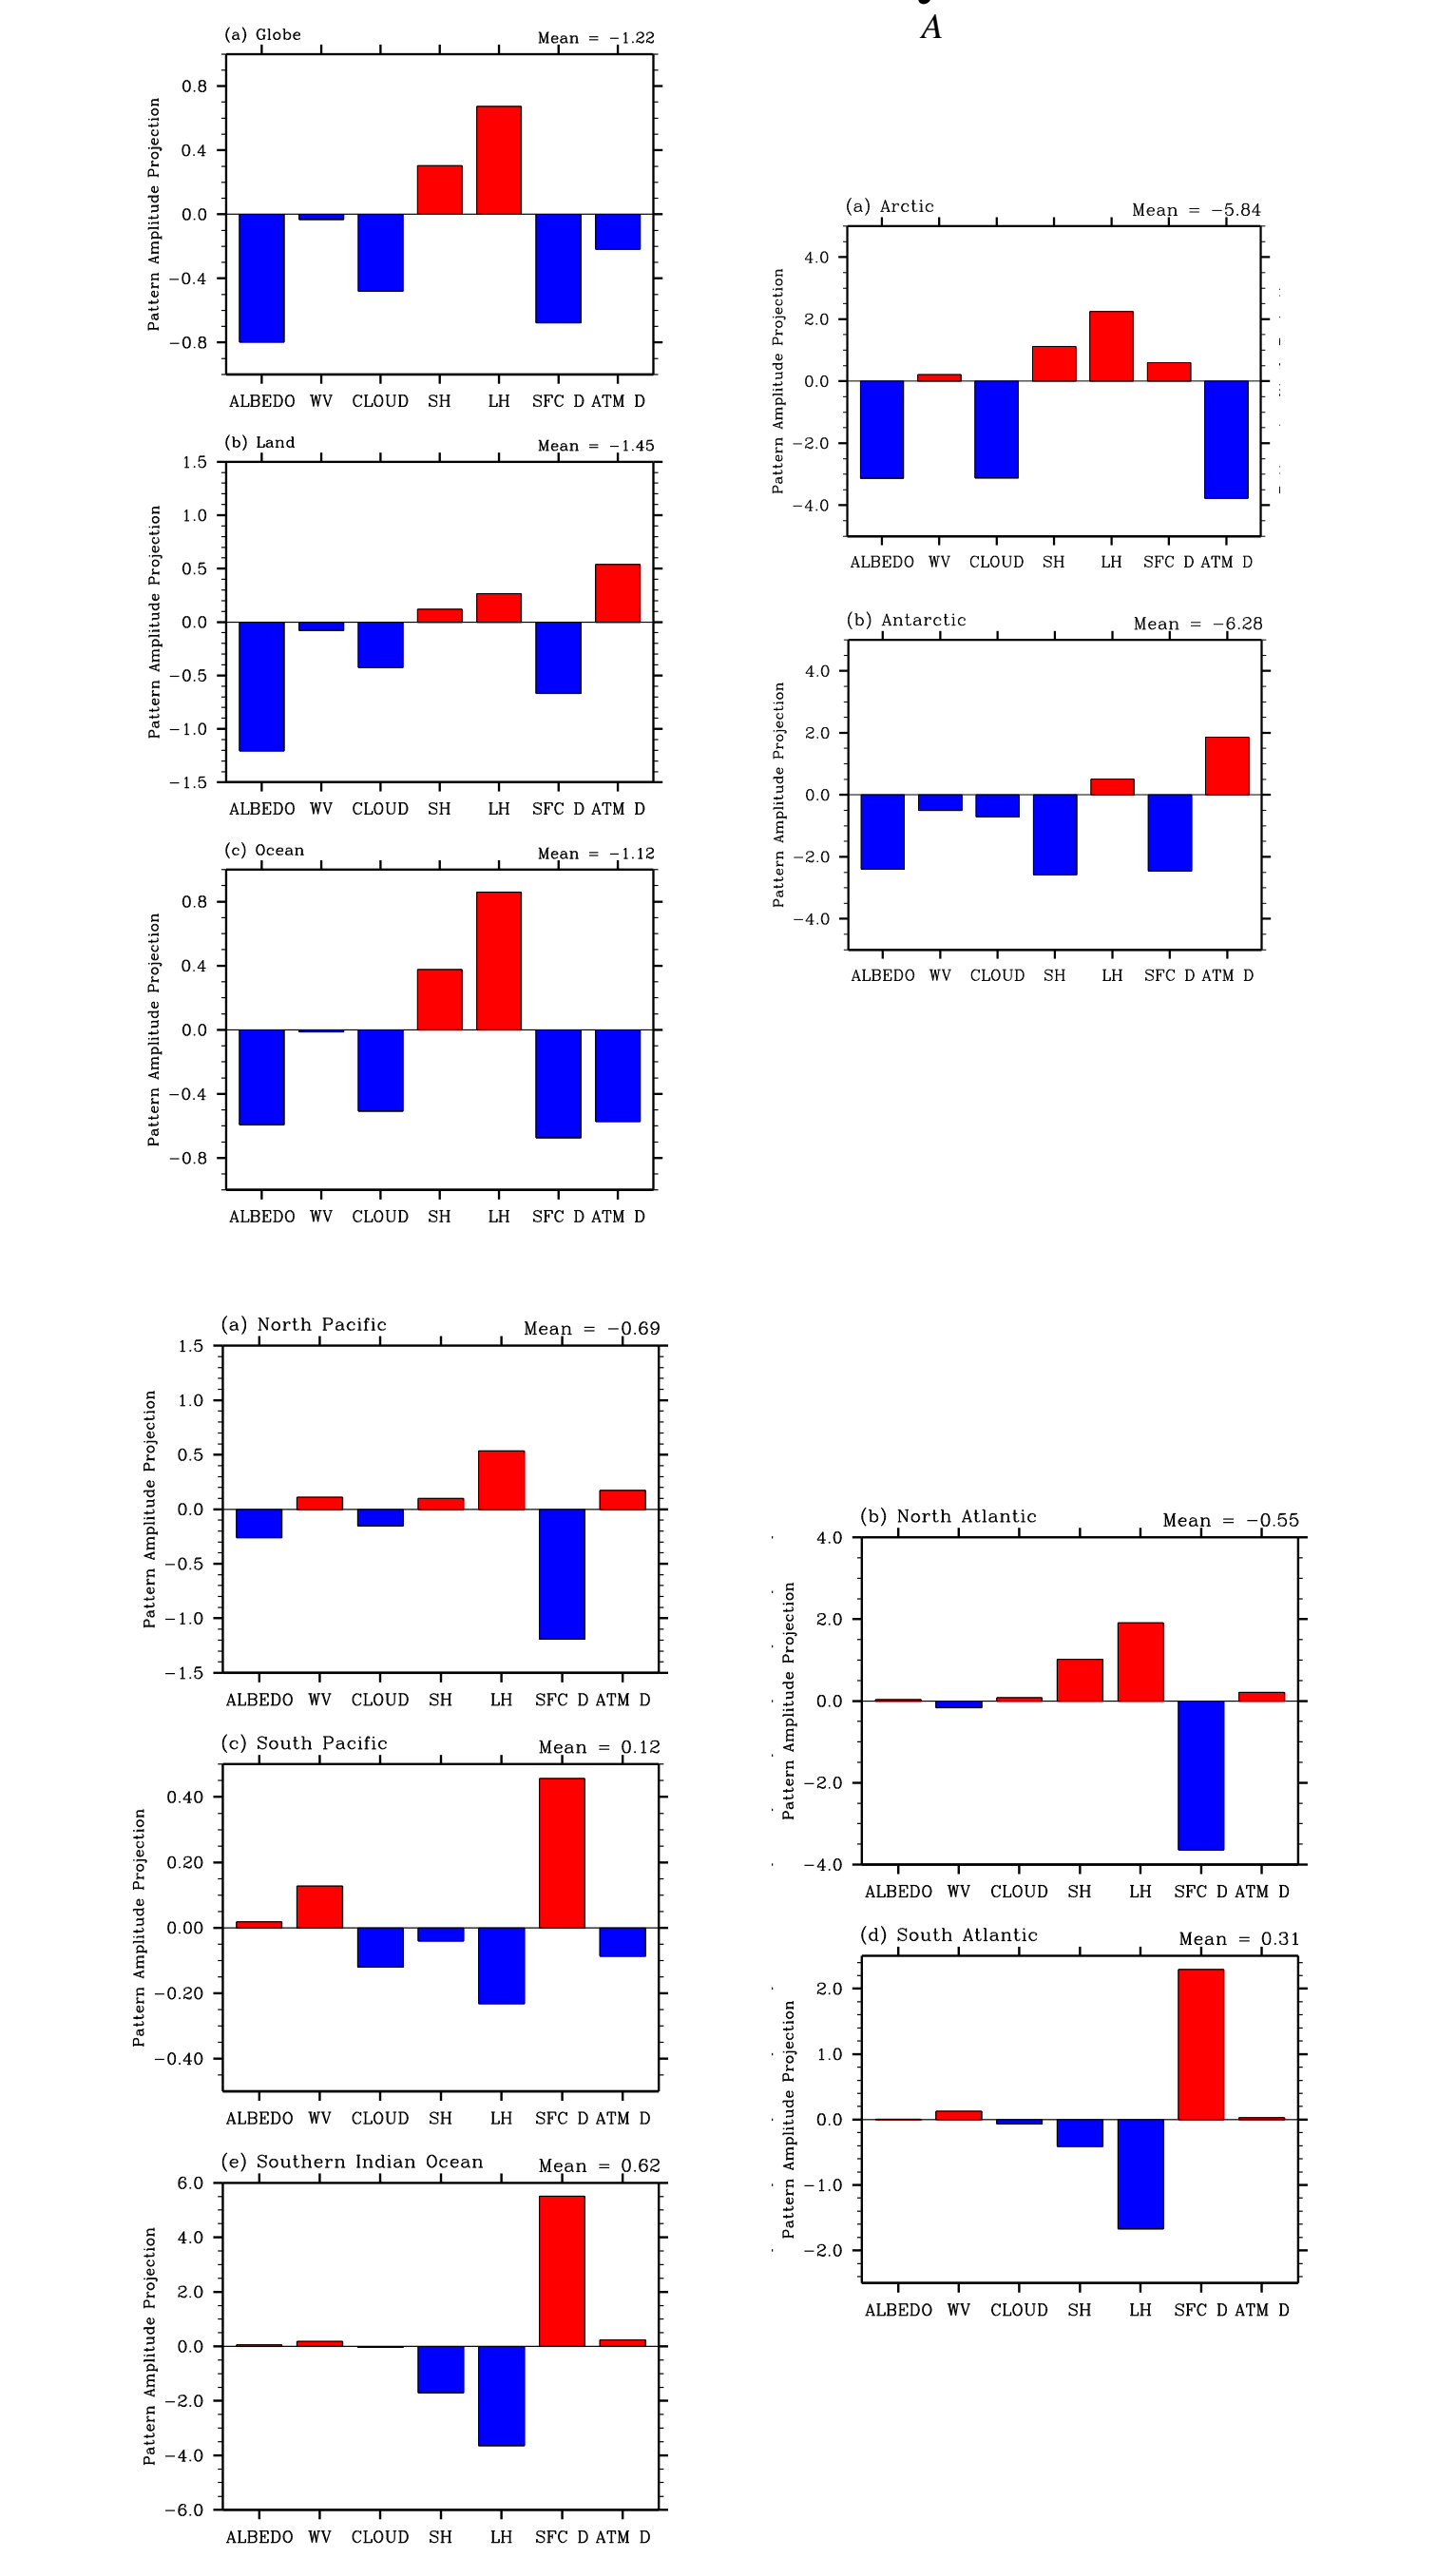 A
(a) Globe
Mean = −1.22
Pattern Amplitude Projection
0.8
0.4
0.0
−0.4
−0.8
ALBEDO WV CLOUD SH LH SFC D ATM D
(b) Land
Mean = −1.45
Pattern Amplitude Projection
1.5
1.0
0.5
0.0
−0.5
−1.0
−1.5
ALBEDO WV CLOUD SH LH SFC D ATM D
(c) Ocean
Mean = −1.12
Pattern Amplitude Projection
0.8
0.4
0.0
−0.4
−0.8
ALBEDO WV CLOUD SH LH SFC D ATM D
(a) Arctic
Mean = −5.84
Pattern Amplitude Projection
4.0
2.0
0.0
−2.0
−4.0
ALBEDO WV CLOUD SH LH SFC D ATM D
(b) Antarctic
Mean = −6.28
Pattern Amplitude Projection
4.0
2.0
0.0
−2.0
−4.0
ALBEDO WV CLOUD SH LH SFC D ATM D
(a) North Pacific
Mean = −0.69
Pattern Amplitude Projection
1.5
1.0
0.5
0.0
−0.5
−1.0
−1.5
ALBEDO WV CLOUD SH LH SFC D ATM D
(b) North Atlantic
Mean = −0.55
Pattern Amplitude Projection
4.0
2.0
0.0
−2.0
−4.0
ALBEDO WV CLOUD SH LH SFC D ATM D
(c) South Pacific
Mean = 0.12
Pattern Amplitude Projection
0.40
0.20
0.00
−0.20
−0.40
ALBEDO WV CLOUD SH LH SFC D ATM D
(d) South Atlantic
Mean = 0.31
Pattern Amplitude Projection
2.0
1.0
0.0
−1.0
−2.0
ALBEDO WV CLOUD SH LH SFC D ATM D
(e) Southern Indian Ocean
Mean = 0.62
Pattern Amplitude Projection
6.0
4.0
2.0
0.0
−2.0
−4.0
−6.0
ALBEDO WV CLOUD SH LH SFC D ATM D